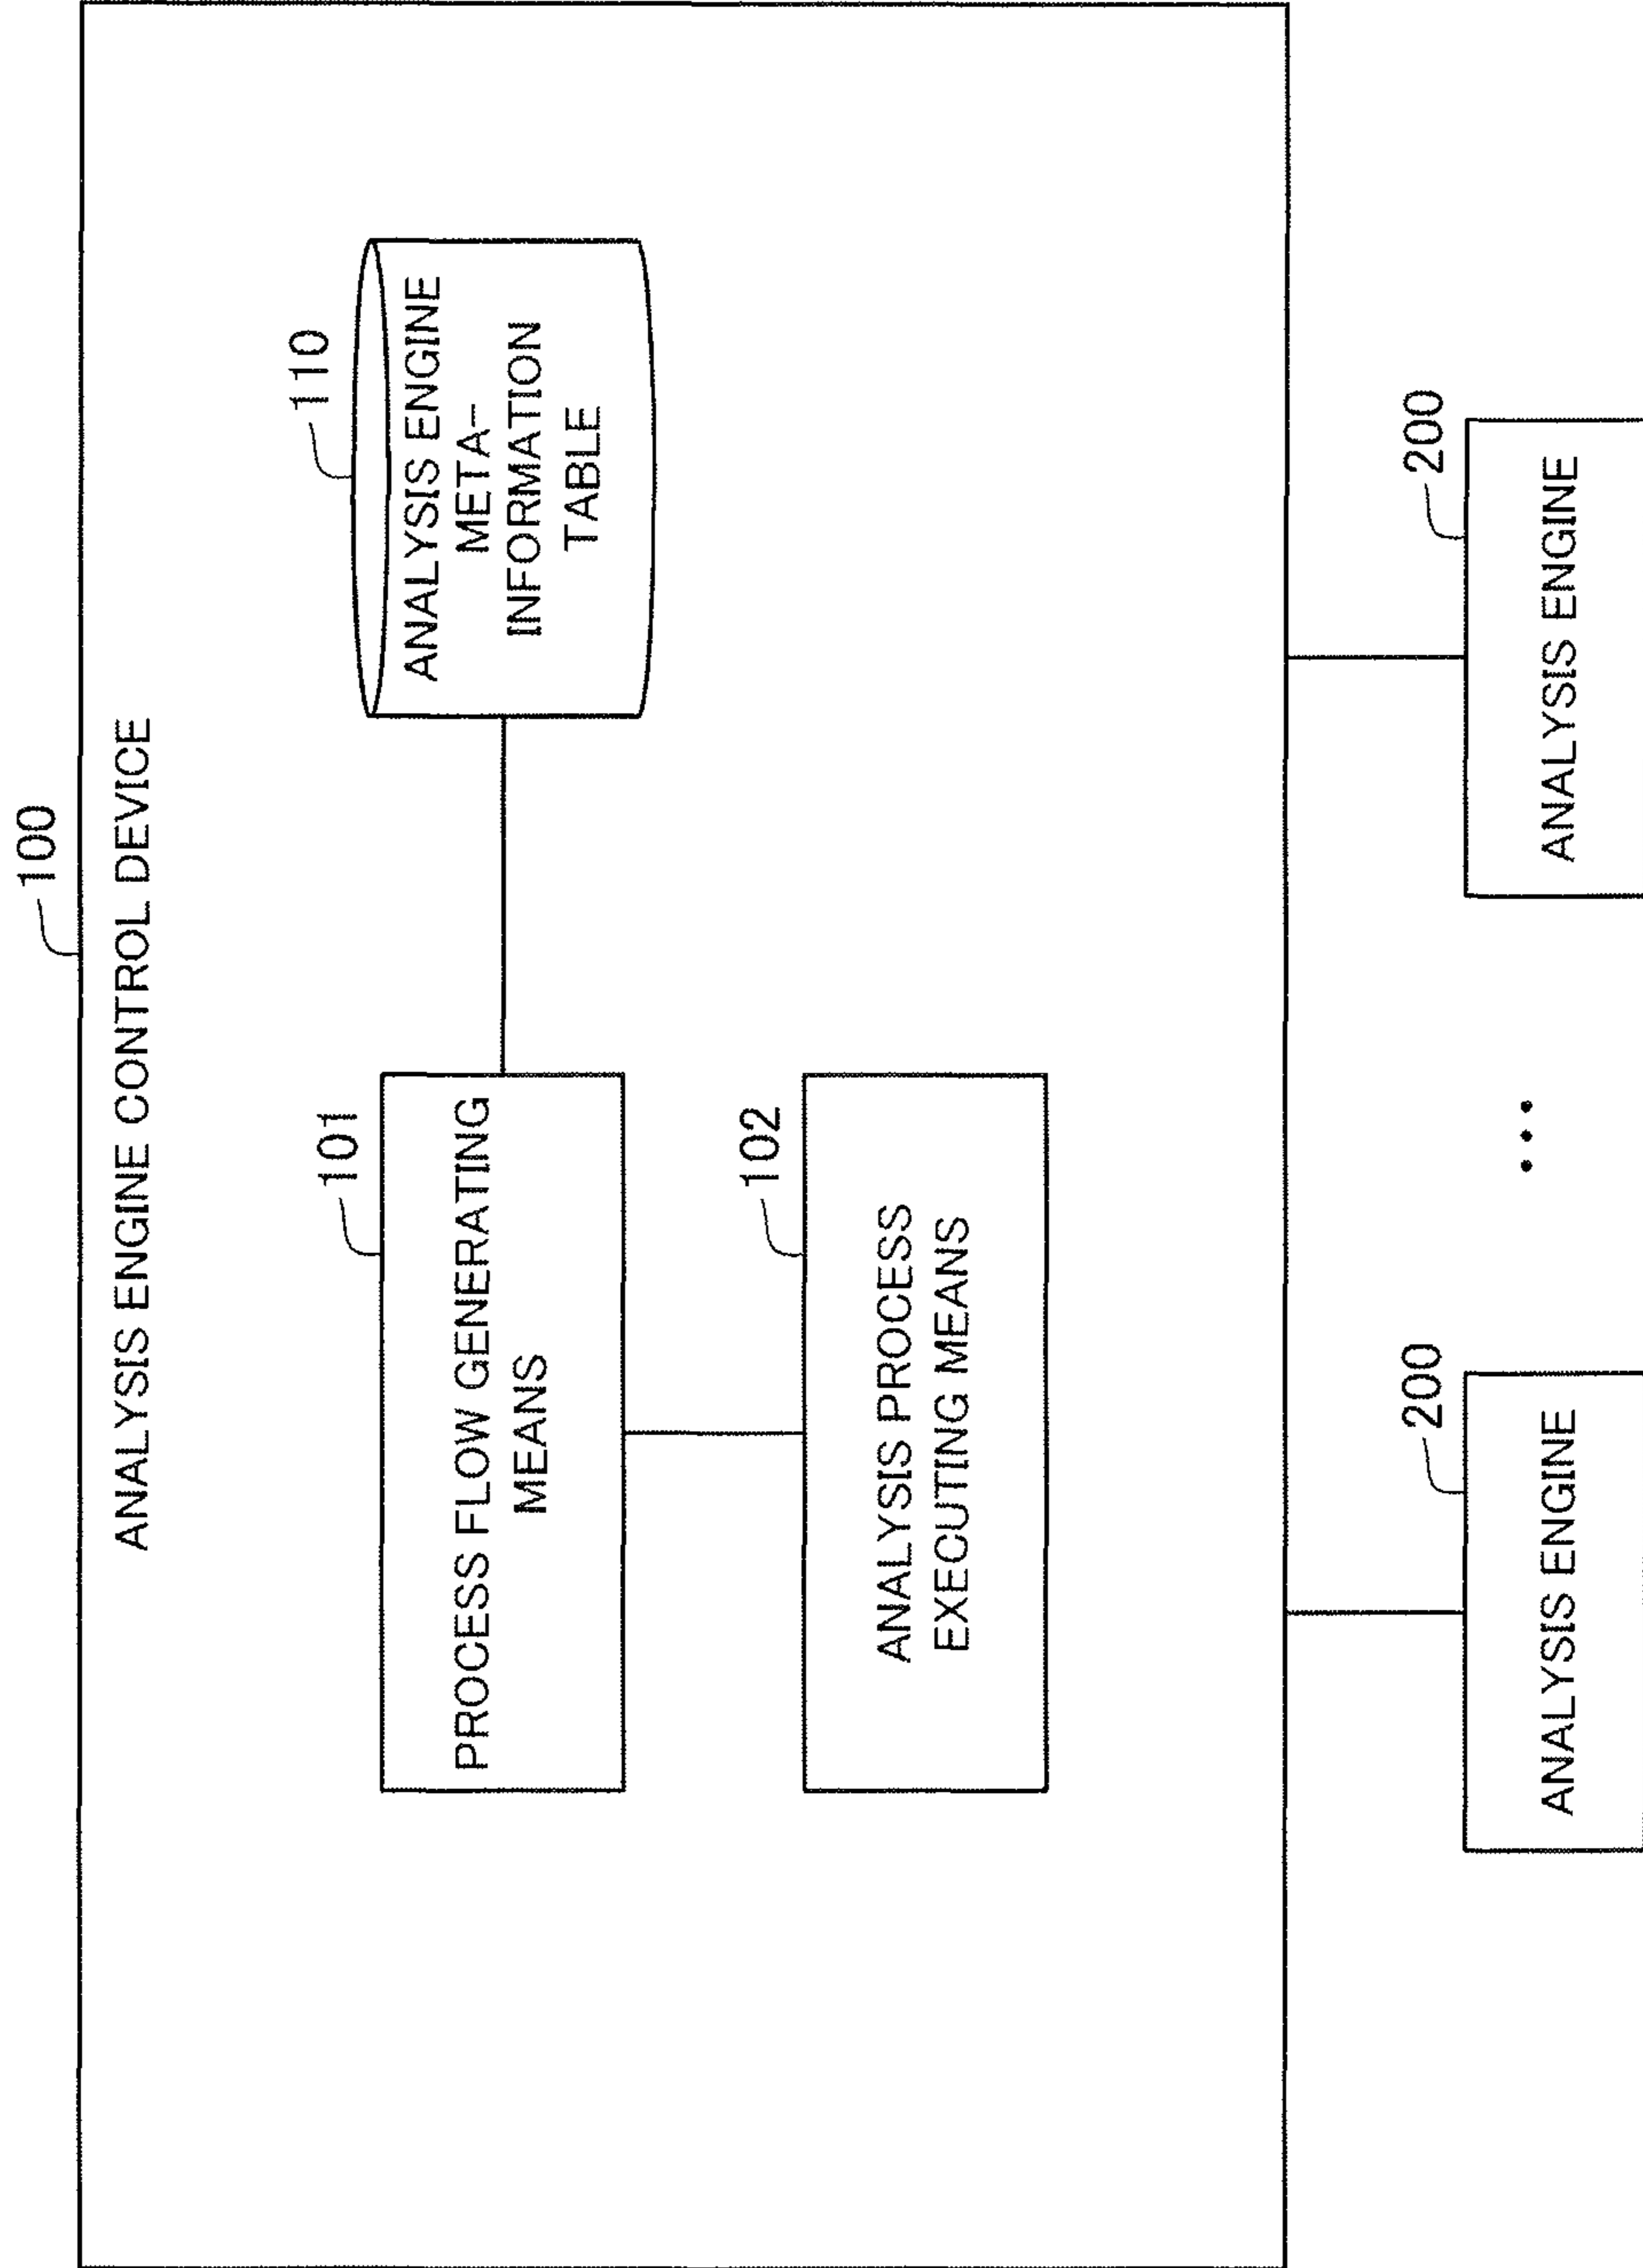 100
ANALYSIS ENGINE CONTROL DEVICE
101
PROCESS FLOW GENERATING
MEANS
110
ANALYSIS ENGINE
META-
INFORMATION
TABLE
102
ANALYSIS PROCESS
EXECUTING MEANS
200
ANALYSIS ENGINE
...
200
ANALYSIS ENGINE